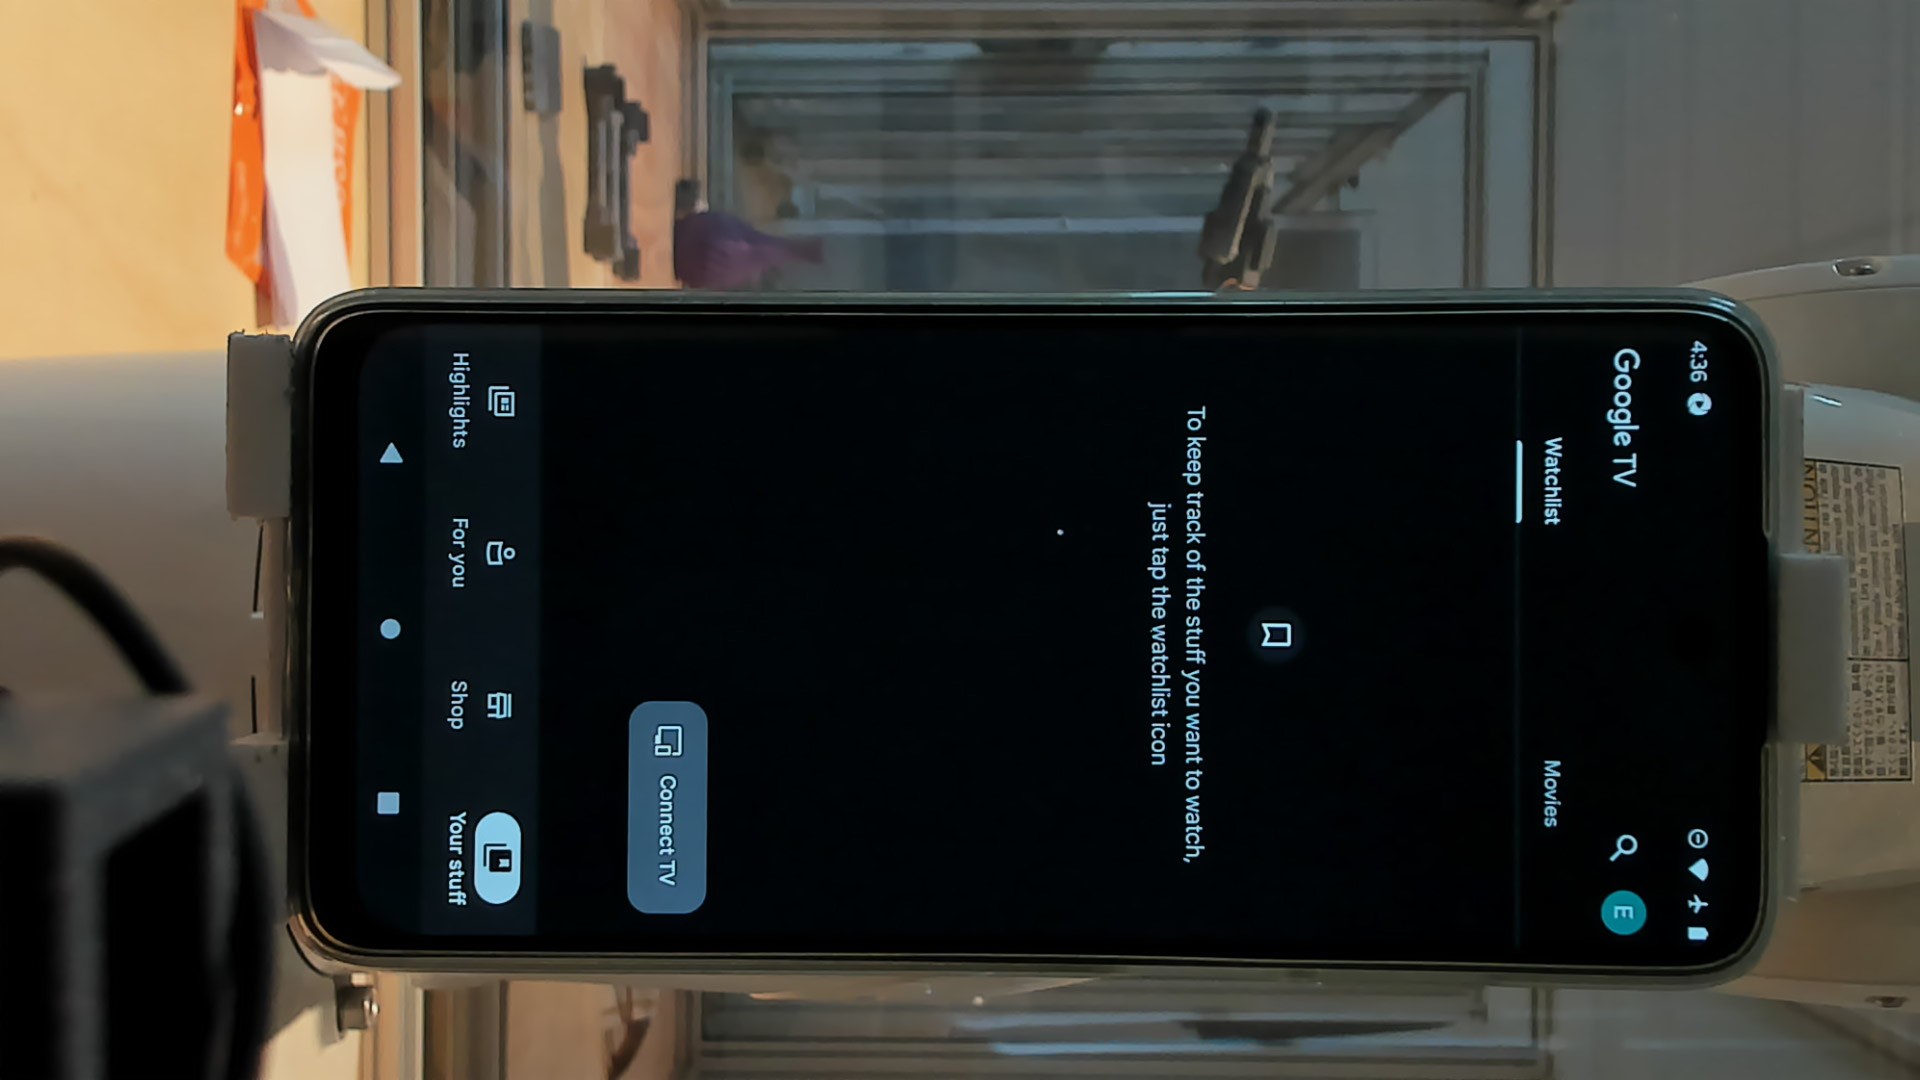 4:36
Google TV
E
Watchlist
Movies
To keep track of the stuff you want to watch,
just tap the watchlist icon
Connect TV
Highlights
For you
Shop
Your stuff